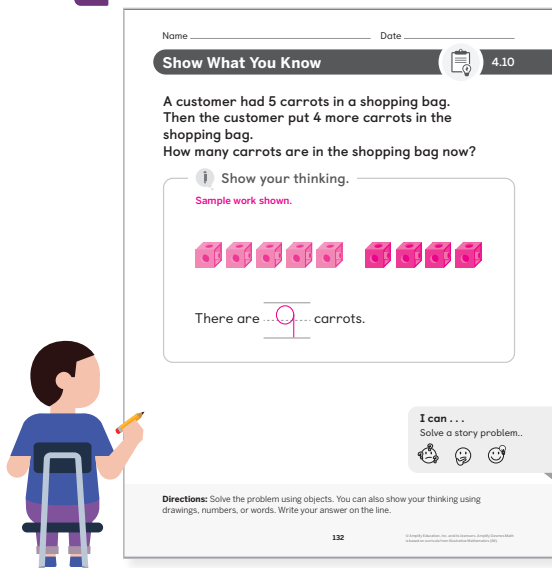 Name Date
Show What You Know 4.10
A customer had 5 carrots in a shopping bag.
Then the customer put 4 more carrots in the
shopping bag.
How many carrots are in the shopping bag now?
Show your thinking.
Sample work shown.
There are 9 carrots.
I can . . .
Solve a story problem..
Directions: Solve the problem using objects. You can also show your thinking using
drawings, numbers, or words. Write your answer on the line.
132